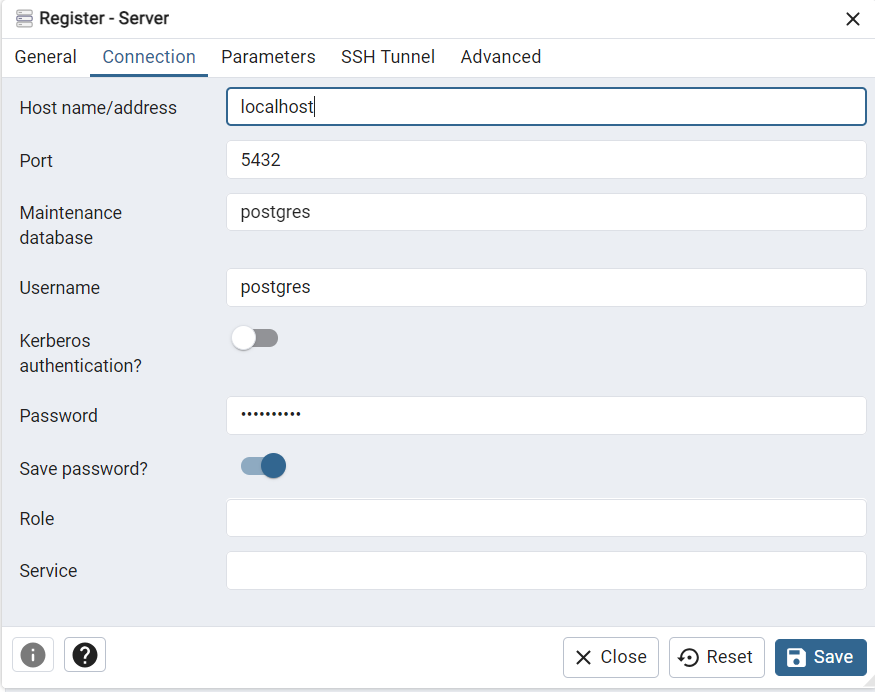 Register - Server
General Connection Parameters SSH Tunnel Advanced
Host name/address localhost
Port 5432
Maintenance database postgres
Username postgres
Kerberos authentication?
Password ••••••••••
Save password?
Role
Service
Close Reset Save